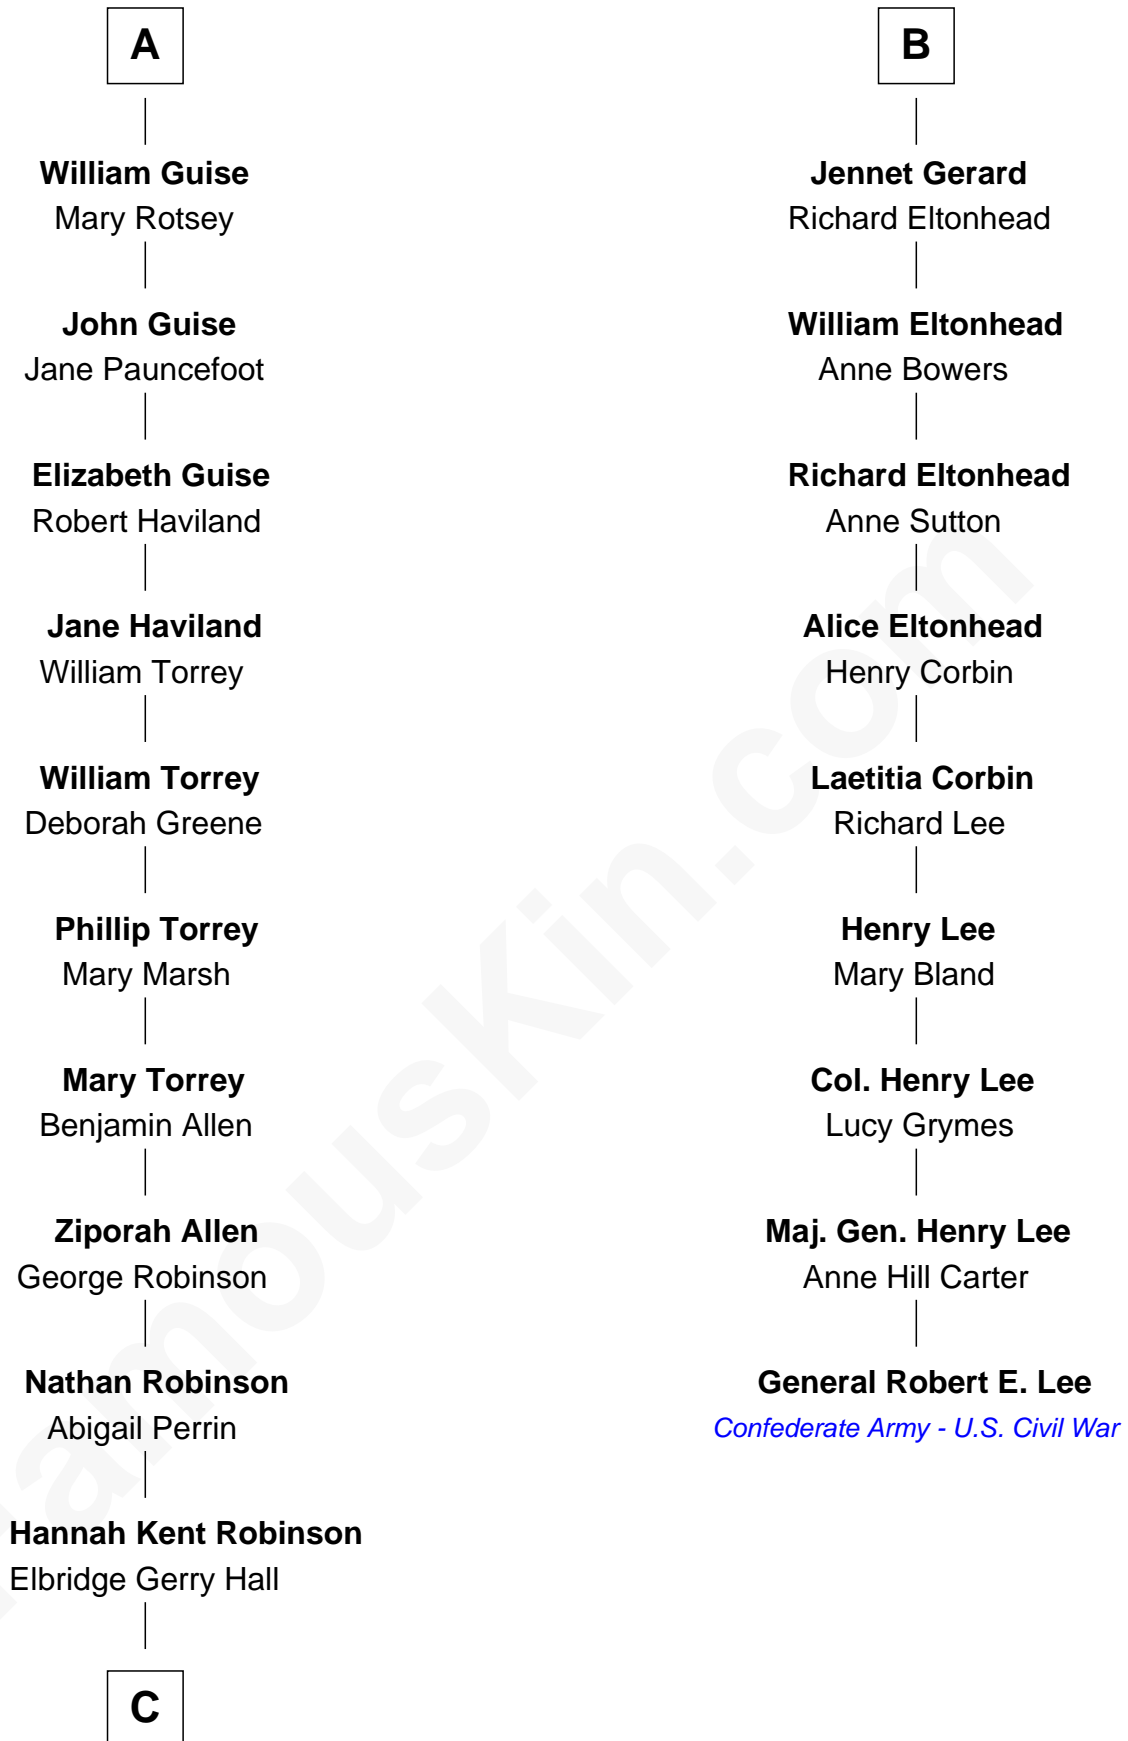 A
William Guise
Mary Rotsey
John Guise
Jane Pauncefoot
Elizabeth Guise
Robert Haviland
Jane Haviland
William Torrey
William Torrey
Deborah Greene
Phillip Torrey
Mary Marsh
Mary Torrey
Benjamin Allen
Ziporah Allen
George Robinson
Nathan Robinson
Abigail Perrin
Hannah Kent Robinson
Elbridge Gerry Hall
C
B
Jennet Gerard
Richard Eltonhead
William Eltonhead
Anne Bowers
Richard Eltonhead
Anne Sutton
Alice Eltonhead
Henry Corbin
Laetitia Corbin
Richard Lee
Henry Lee
Mary Bland
Col. Henry Lee
Lucy Grymes
Maj. Gen. Henry Lee
Anne Hill Carter
General Robert E. Lee
Confederate Army - U.S. Civil War
FamousKin.com